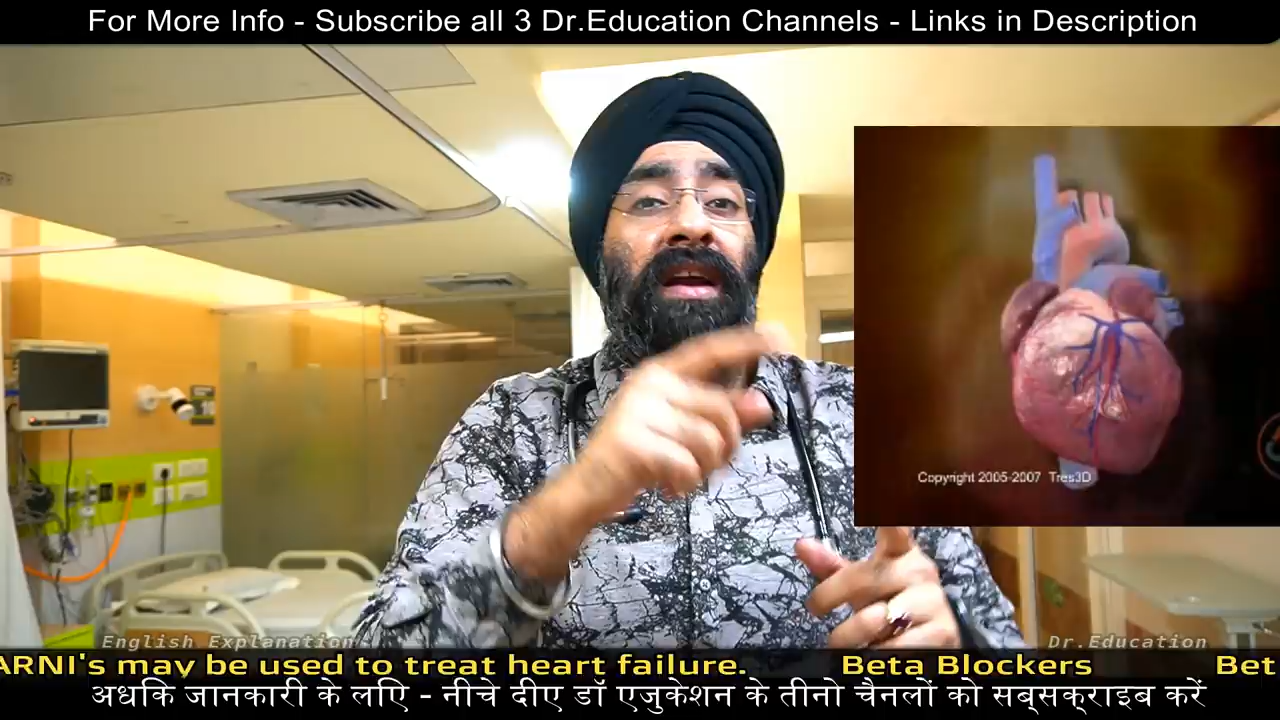 For More Info - Subscribe all 3 Dr.Education Channels - Links in Description
Copyright 2005-2007 Tres3D
English Explanation
Dr.Education
ARNI's may be used to treat heart failure. Beta Blockers Bet
अधकि जानकारी के लएि - नीचे दीए डॉ एजुकेशन के तीनो चैनलों को सब्सक्राइब करें